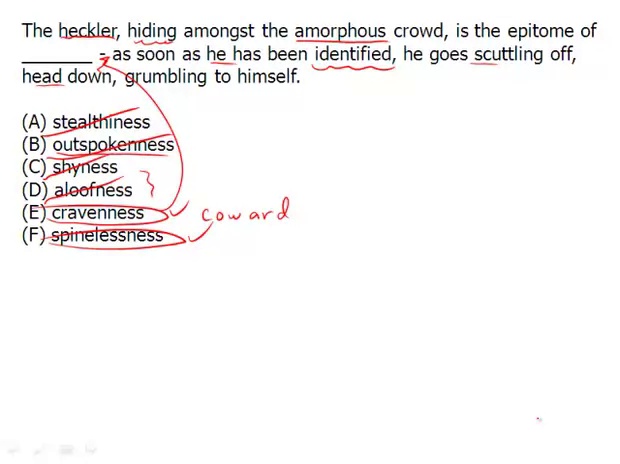 The heckler, hiding amongst the amorphous crowd, is the epitome of
_______ - as soon as he has been identified, he goes scuttling off,
head down, grumbling to himself.
(A) stealthiness
(B) outspokenness
(C) shyness
(D) aloofness
(E) cravenness coward
(F) spinelessness